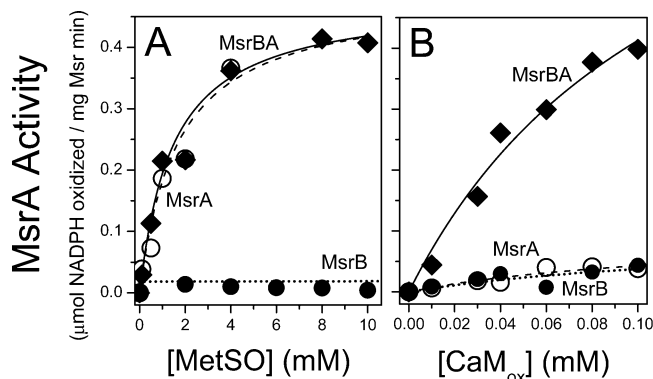 MsrA Activity
(μmol NADPH oxidized / mg Msr min)
A
MsrBA
MsrA
MsrB
0.4
0.3
0.2
0.1
0.0
0 2 4 6 8 10
[MetSO] (mM)
B
MsrBA
MsrA
MsrB
0.00 0.02 0.04 0.06 0.08 0.10
[CaMox] (mM)